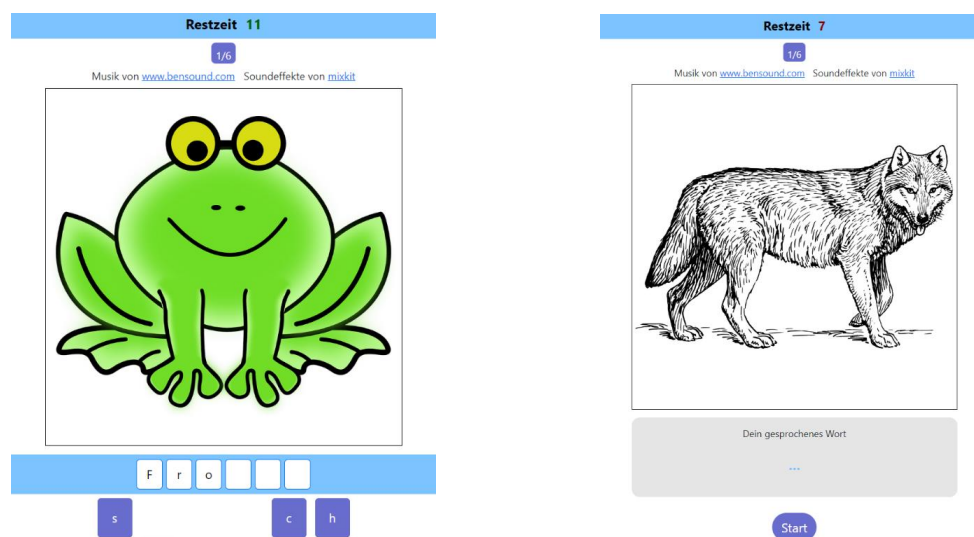 Restzeit 11
1/6
Musik von www.bensound.com Soundeffekte von mixkit
F r o
s c h
Restzeit 7
1/6
Musik von www.bensound.com Soundeffekte von mixkit
Dein gesprochenes Wort
...
Start